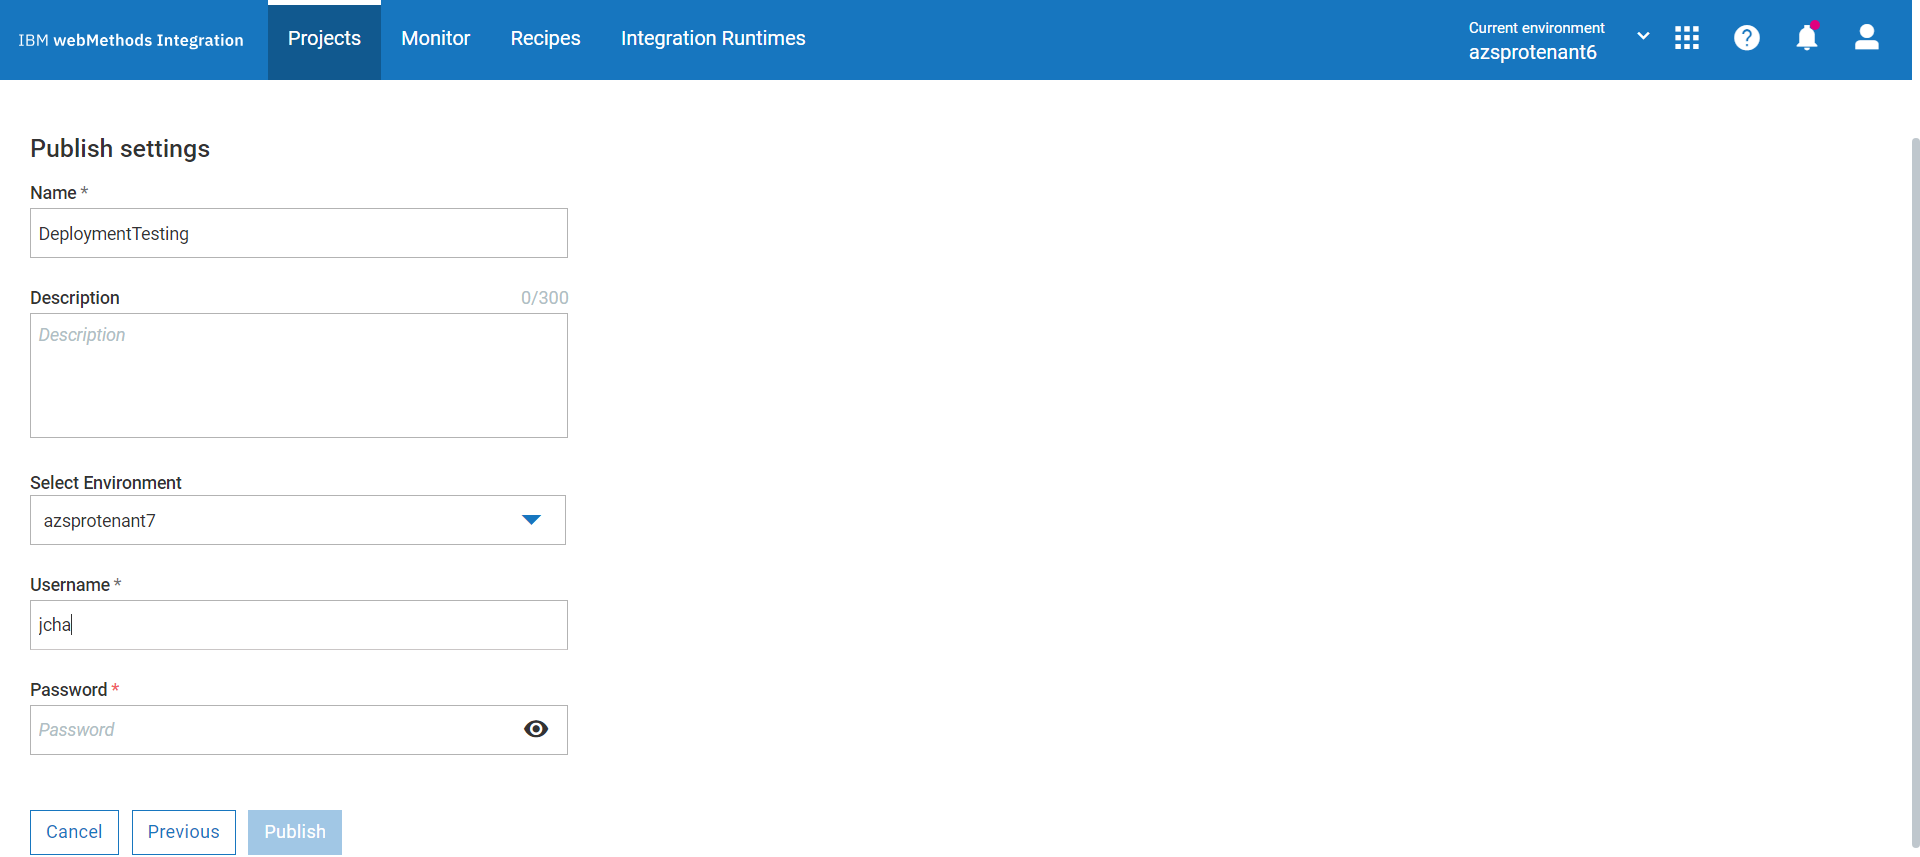 IBM webMethods Integration
Projects
Monitor
Recipes
Integration Runtimes
Current environment
azsprotenant6
Publish settings
Name *
DeploymentTesting
Description
0/300
Description
Select Environment
azsprotenant7
Username *
jcha
Password *
Password
Cancel
Previous
Publish